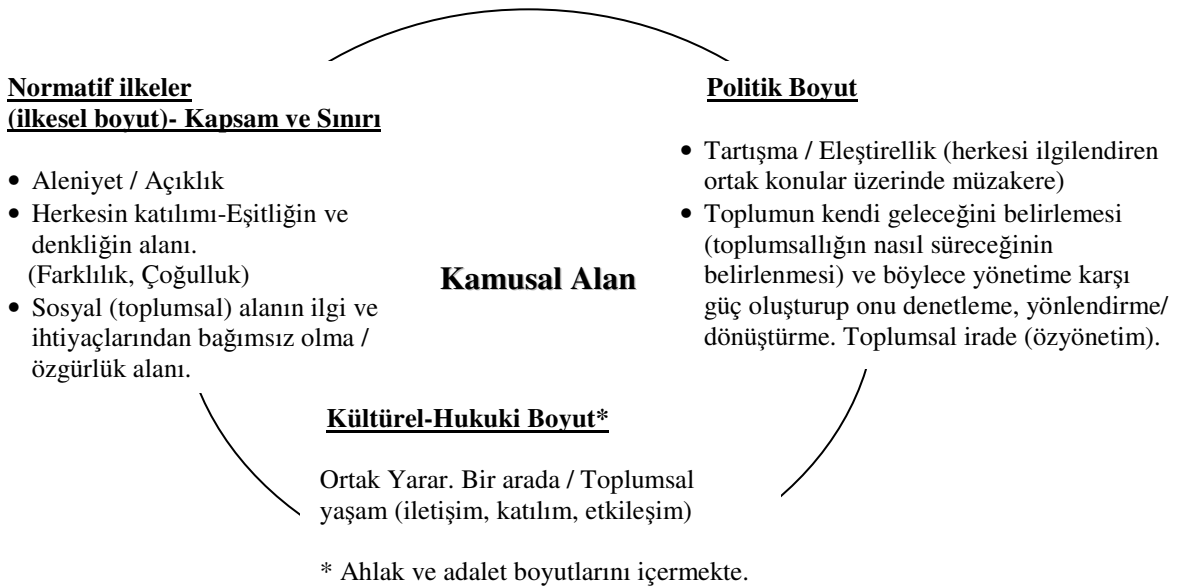 Normatif ilkeler
(ilkesel boyut)- Kapsam ve Sınırı
• Aleniyet / Açıklık
• Herkesin katılımı-Eşitliğin ve
denkliğin alanı.
(Farklılık, Çoğulluk)
• Sosyal (toplumsal) alanın ilgi ve
ihtiyaçlarından bağımsız olma /
özgürlük alanı.
Kamusal Alan
Politik Boyut
• Tartışma / Eleştirellik (herkesi ilgilendiren
ortak konular üzerinde müzakere)
• Toplumun kendi geleceğini belirlemesi
(toplumsallığın nasıl süreceğinin
belirlenmesi) ve böylece yönetime karşı
güç oluşturup onu denetleme, yönlendirme/
dönüştürme. Toplumsal irade (özyönetim).
Kültürel-Hukuki Boyut*
Ortak Yarar. Bir arada / Toplumsal
yaşam (iletişim, katılım, etkileşim)
* Ahlak ve adalet boyutlarını içermekte.